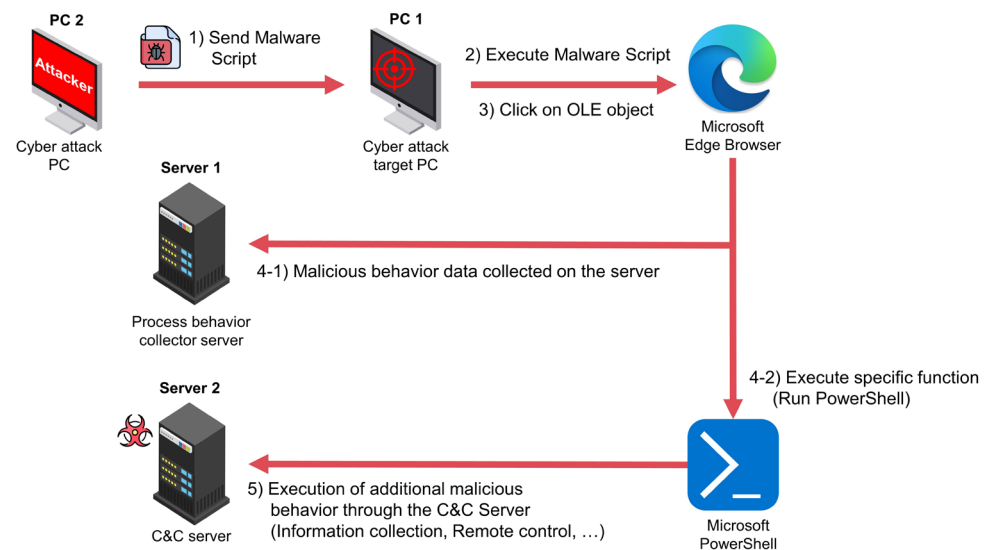 PC 2
Attacker
Cyber attack
PC
1) Send Malware
Script
PC 1
Cyber attack
target PC
2) Execute Malware Script
3) Click on OLE object
Microsoft
Edge Browser
Server 1
Process behavior
collector server
4-1) Malicious behavior data collected on the server
4-2) Execute specific function
(Run PowerShell)
Server 2
C&C server
5) Execution of additional malicious
behavior through the C&C Server
(Information collection, Remote control, …)
Microsoft
PowerShell